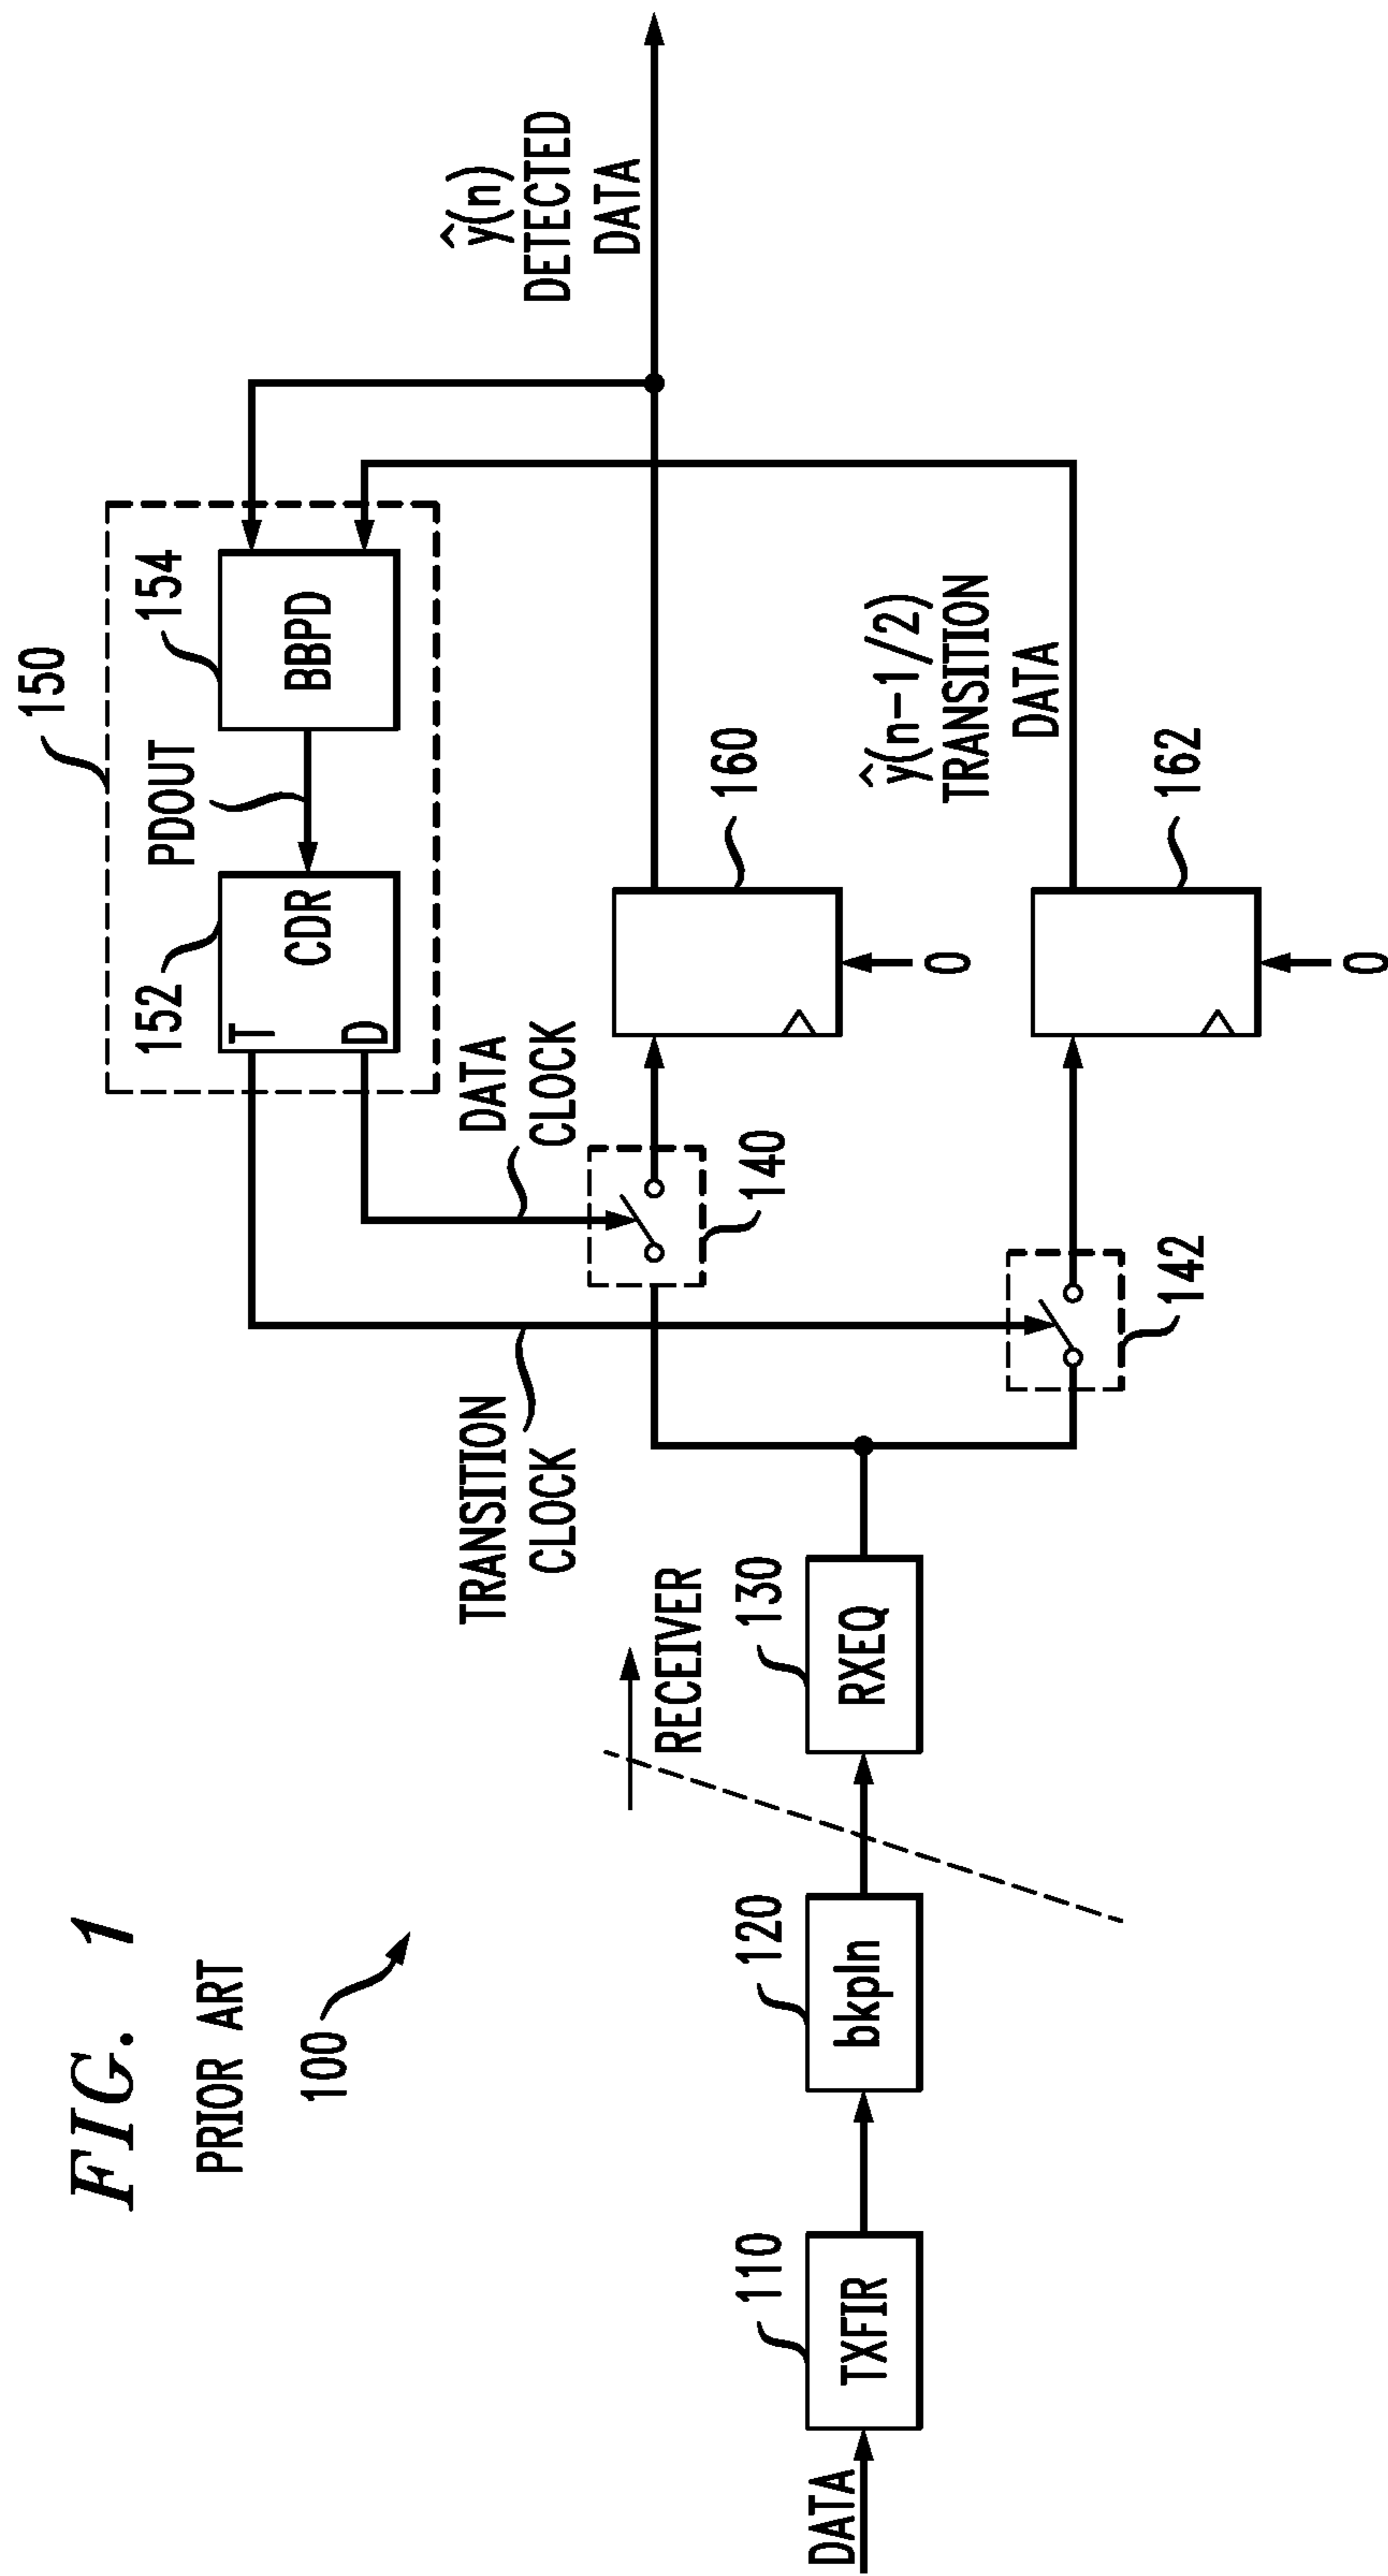 FIG. 1
PRIOR ART
100
DATA
TXFIR
110
bkpln
120
RECEIVER
RXEQ
130
TRANSITION
CLOCK
DATA
CLOCK
140
142
150
152
T
D
CDR
PDOUT
154
BBPD
160
0
162
0
ŷ(n-1/2)
TRANSITION
DATA
ŷ(n)
DETECTED
DATA